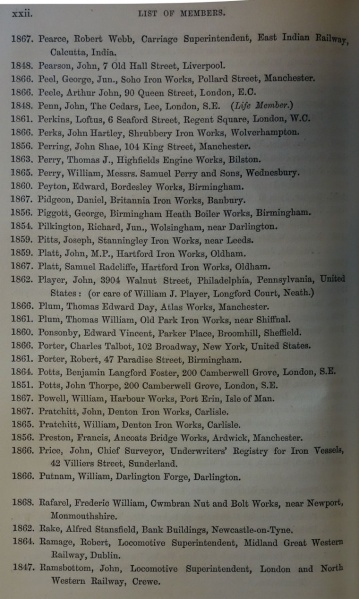 xxii. LIST OF MEMBERS.
1867. Pearce, Robert Webb, Carriage Superintendent, East Indian Railway,
Calcutta, India.
1848. Pearson, John, 7 Old Hall Street, Liverpool.
1866. Peel, George, Jun., Soho Iron Works, Pollard Street, Manchester.
1866. Peele, Arthur John, 90 Queen Street, London, E.C.
1848. Penn, John, The Cedars, Lee, London, S.E. (Life Member.)
1861. Perkins, Loftus, 6 Seaford Street, Regent Square, London, W.C.
1866. Perks, John Hartley, Shrubbery Iron Works, Wolverhampton.
1856. Perring, John Shae, 104 King Street, Manchester.
1863. Perry, Thomas J., Highfields Engine Works, Bilston.
1865. Perry, William, Messrs. Samuel Perry and Sons, Wednesbury.
1860. Peyton, Edward, Bordesley Works, Birmingham.
1867. Pidgeon, Daniel, Britannia Iron Works, Banbury.
1856. Piggott, George, Birmingham Heath Boiler Works, Birmingham.
1854. Pilkington, Richard, Jun., Wolsingham, near Darlington.
1859. Pitts, Joseph, Stanningley Iron Works, near Leeds.
1859. Platt, John, M.P., Hartford Iron Works, Oldham.
1867. Platt, Samuel Radcliffe, Hartford Iron Works, Oldham.
1862. Player, John, 3904 Walnut Street, Philadelphia, Pennsylvania, United
States: (or care of William J. Player, Longford Court, Neath.)
1866. Plum, Thomas Edward Day, Atlas Works, Manchester.
1861. Plum, Thomas William, Old Park Iron Works, near Shiffnal.
1860. Ponsonby, Edward Vincent, Parker Place, Broomhill, Sheffield.
1866. Porter, Charles Talbot, 102 Broadway, New York, United States.
1861. Porter, Robert, 47 Paradise Street, Birmingham.
1864. Potts, Benjamin Langford Foster, 200 Camberwell Grove, London, S.E.
1851. Potts, John Thorpe, 200 Camberwell Grove, London, S.E.
1867. Powell, William, Harbour Works, Port Erin, Isle of Man.
1867. Pratchitt, John, Denton Iron Works, Carlisle.
1865. Pratchitt, William, Denton Iron Works, Carlisle.
1856. Preston, Francis, Ancoats Bridge Works, Ardwick, Manchester.
1866. Price, John, Chief Surveyor, Underwriters' Registry for Iron Vessels,
42 Villiers Street, Sunderland.
1866. Putnam, William, Darlington Forge, Darlington.
1868. Rafarel, Frederic William, Cwmbran Nut and Bolt Works, near Newport,
Monmouthshire.
1862. Rake, Alfred Stansfield, Bank Buildings, Newcastle-on-Tyne.
1864. Ramage, Robert, Locomotive Superintendent, Midland Great Western
Railway, Dublin.
1847. Ramsbottom, John, Locomotive Superintendent, London and North
Western Railway, Crewe.